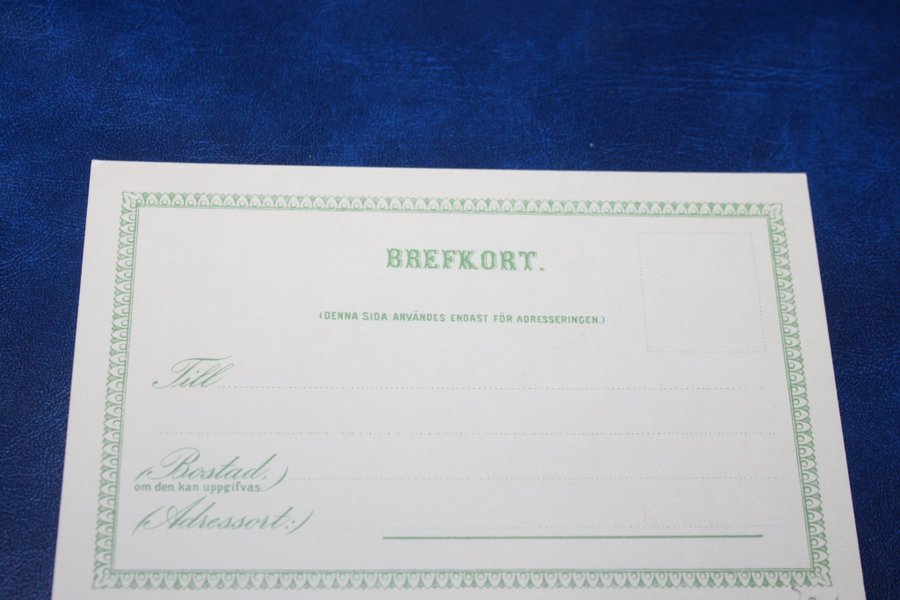 BREFKORT.
(DENNA SIDA ANVÄNDES ENDAST FÖR ADRESSERINGEN.)
Till
(Bostad,)
om den kan uppgifvas.
(Adressort:)